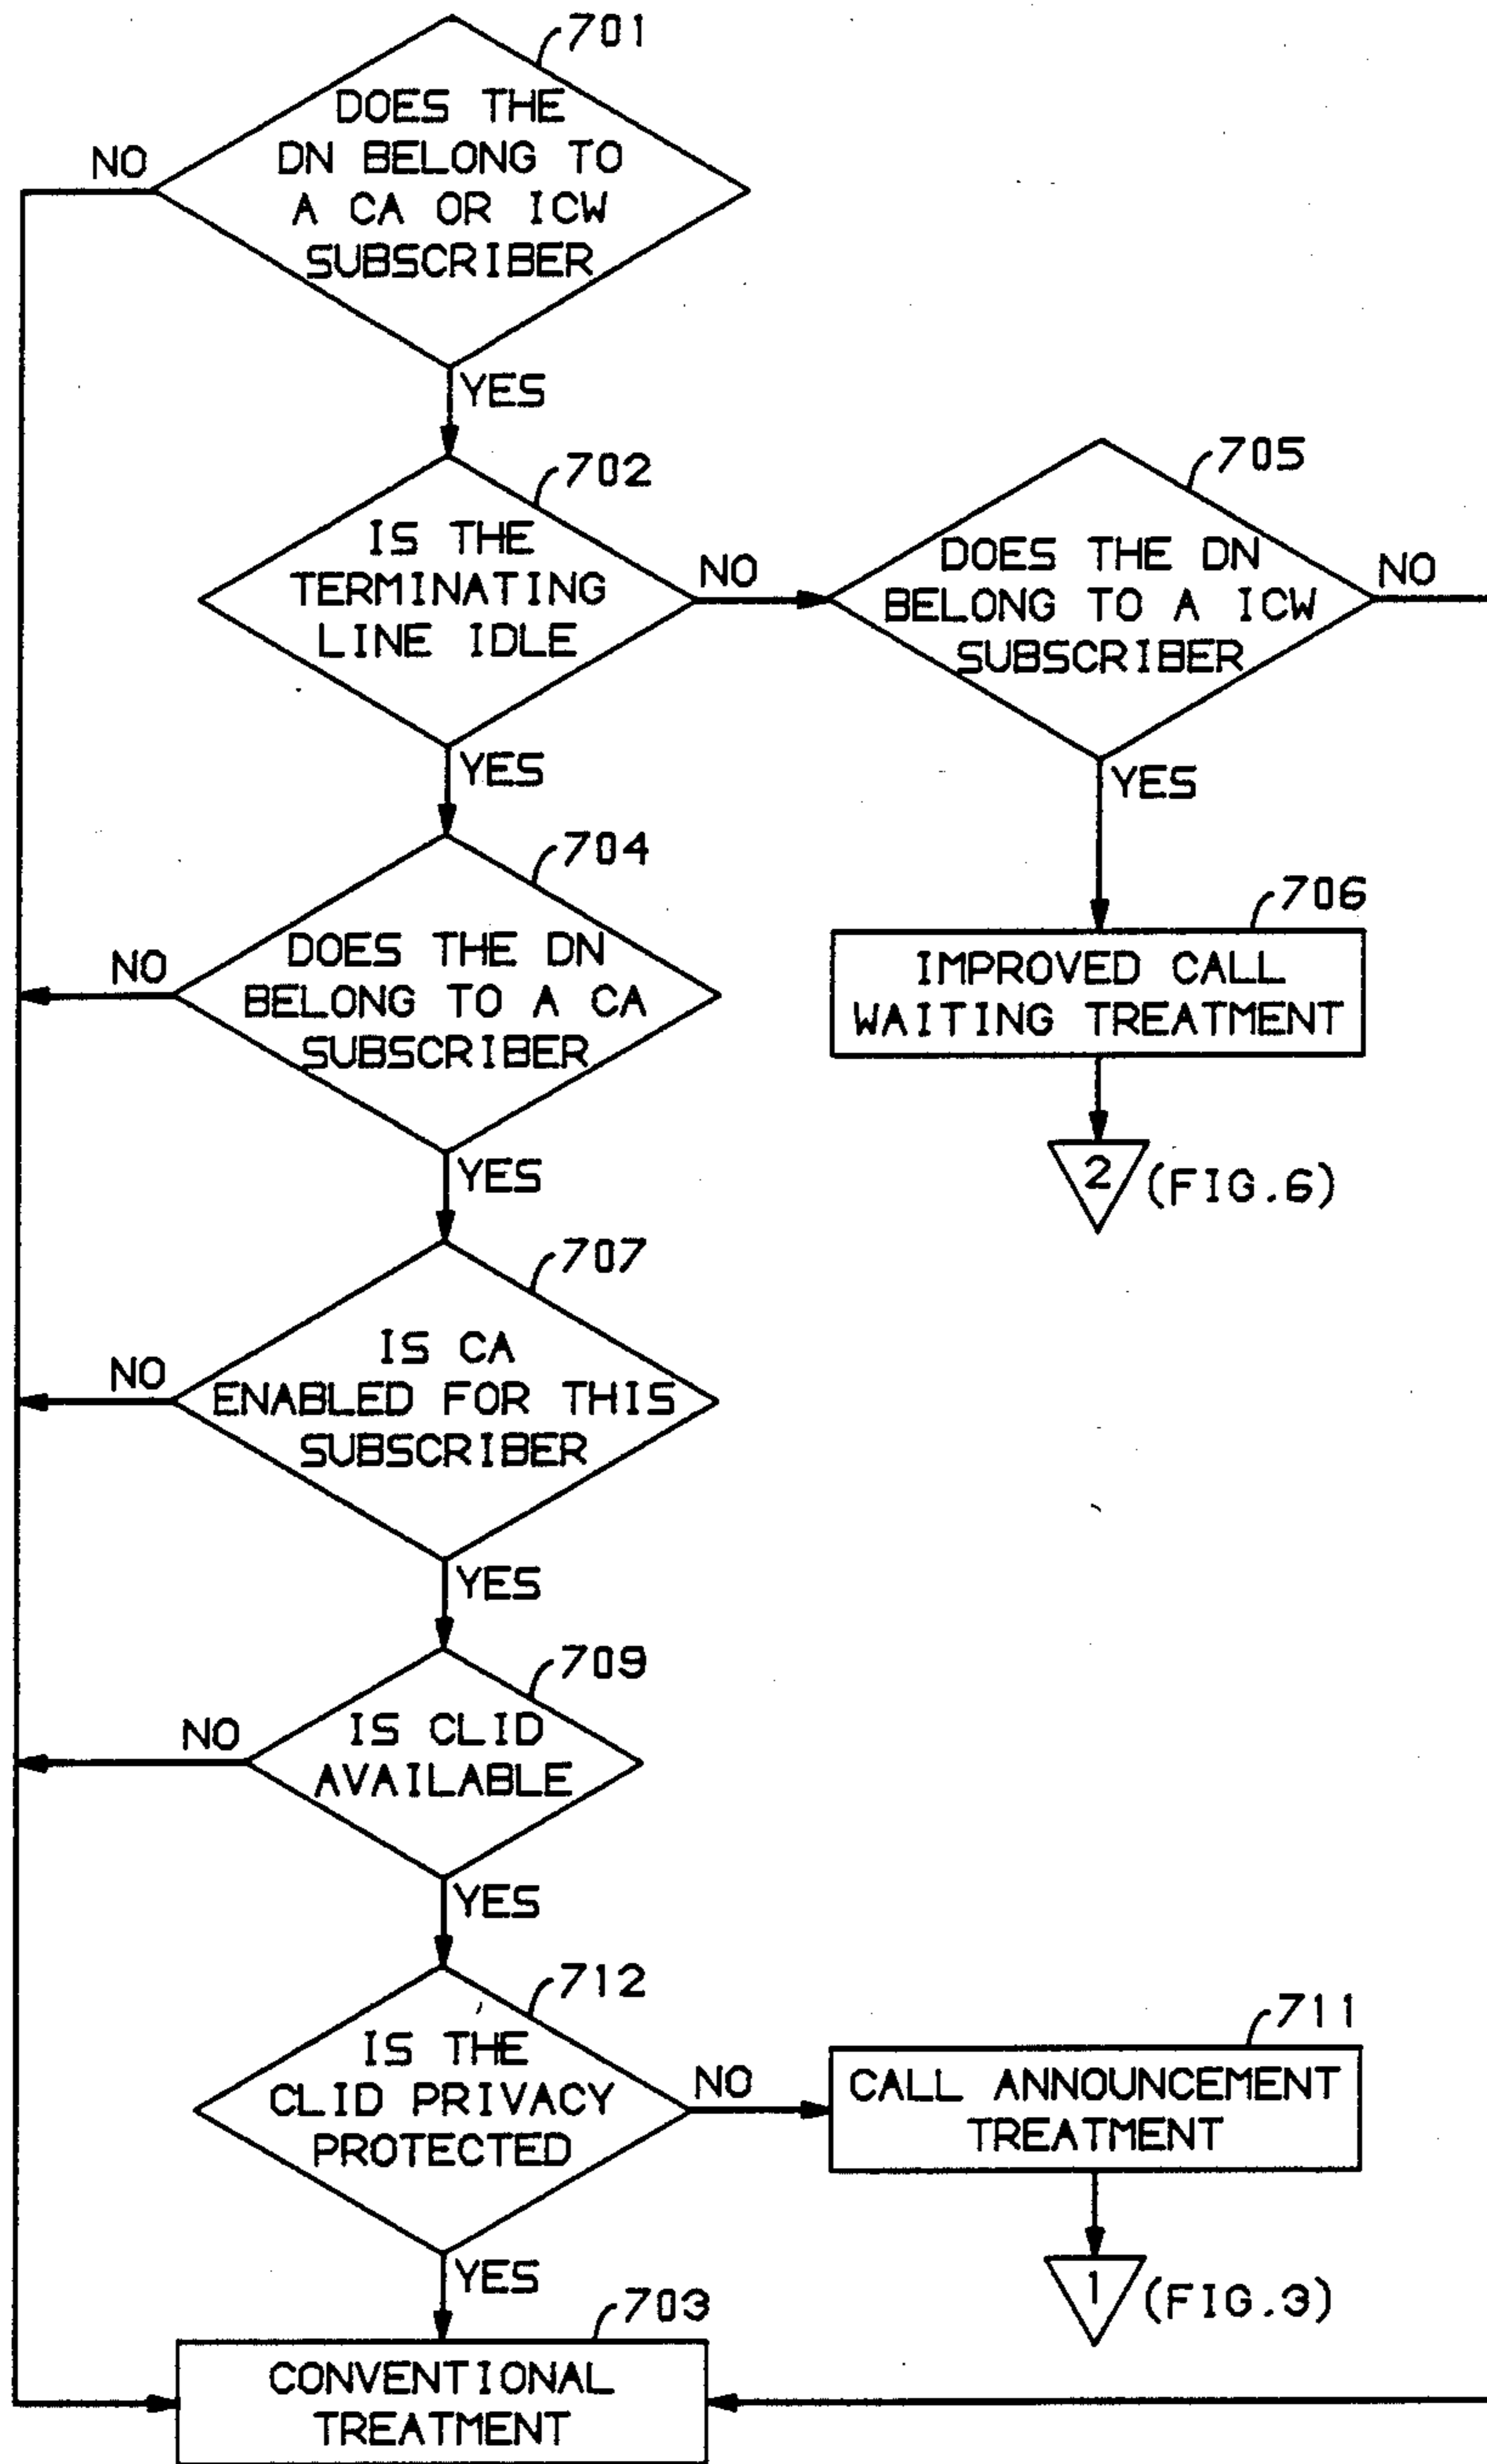 701
DOES THE
DN BELONG TO
A CA OR ICW
SUBSCRIBER
NO
YES
702
IS THE
TERMINATING
LINE IDLE
NO
YES
705
DOES THE DN
BELONG TO A ICW
SUBSCRIBER
NO
YES
704
DOES THE DN
BELONG TO A CA
SUBSCRIBER
NO
YES
706
IMPROVED CALL
WAITING TREATMENT
2 (FIG.6)
707
IS CA
ENABLED FOR THIS
SUBSCRIBER
NO
YES
709
IS CLID
AVAILABLE
NO
YES
712
IS THE
CLID PRIVACY
PROTECTED
NO
YES
711
CALL ANNOUNCEMENT
TREATMENT
1 (FIG.3)
703
CONVENTIONAL
TREATMENT